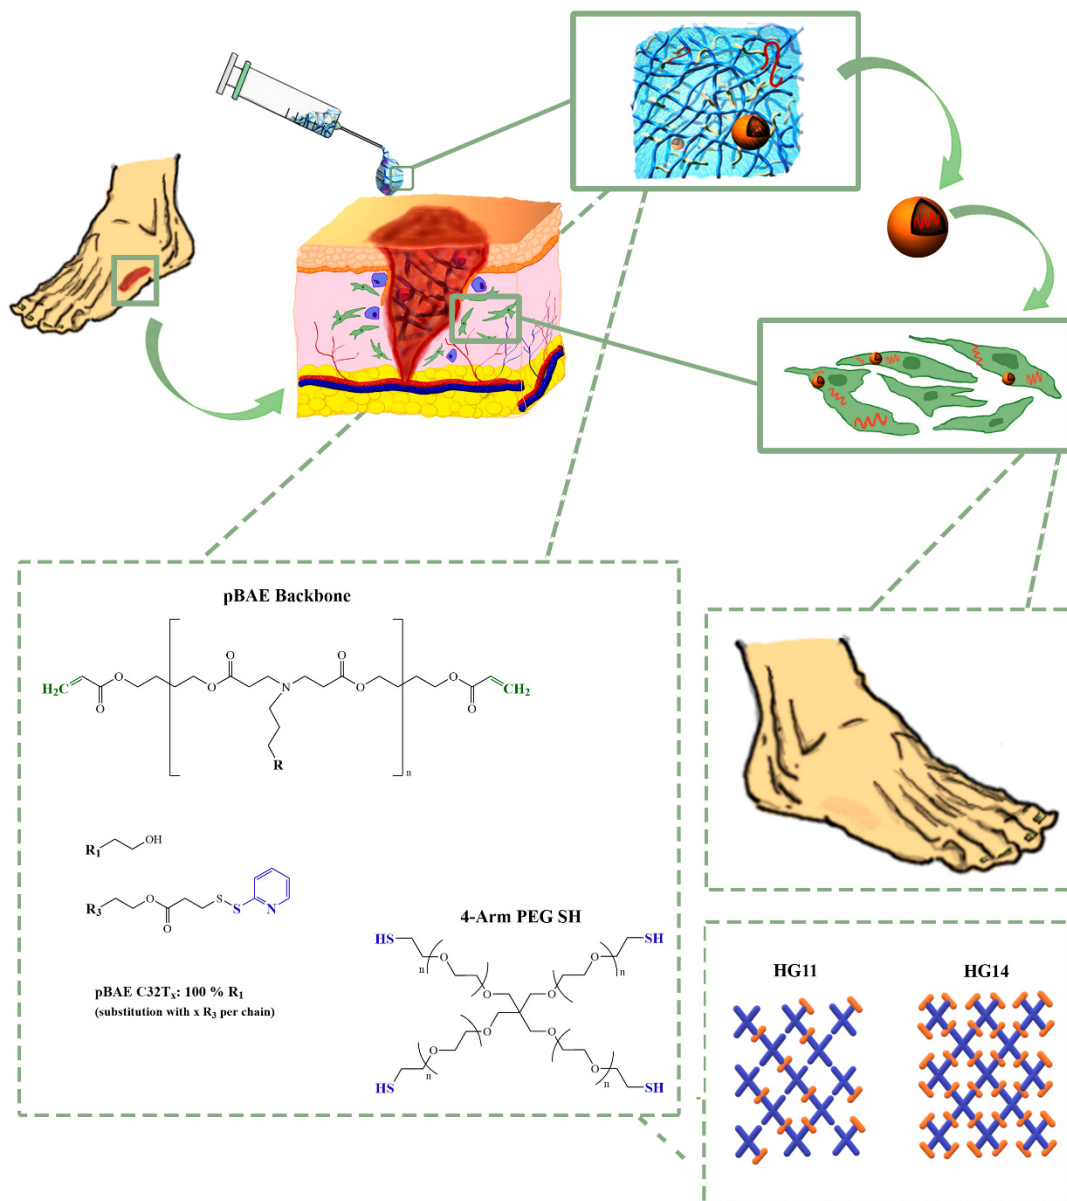 pBAE Backbone
O
O
H₂C
O
O
N
O
O
CH₂
O
O
R
n
R₁
OH
R₃
O
O
S
S
N
pBAE C32Tₓ: 100 % R₁
(substitution with x R₃ per chain)
4-Arm PEG SH
HS
SH
n
O
O
O
O
n
O
O
O
O
n
O
O
n
HS
SH
HG11
HG14